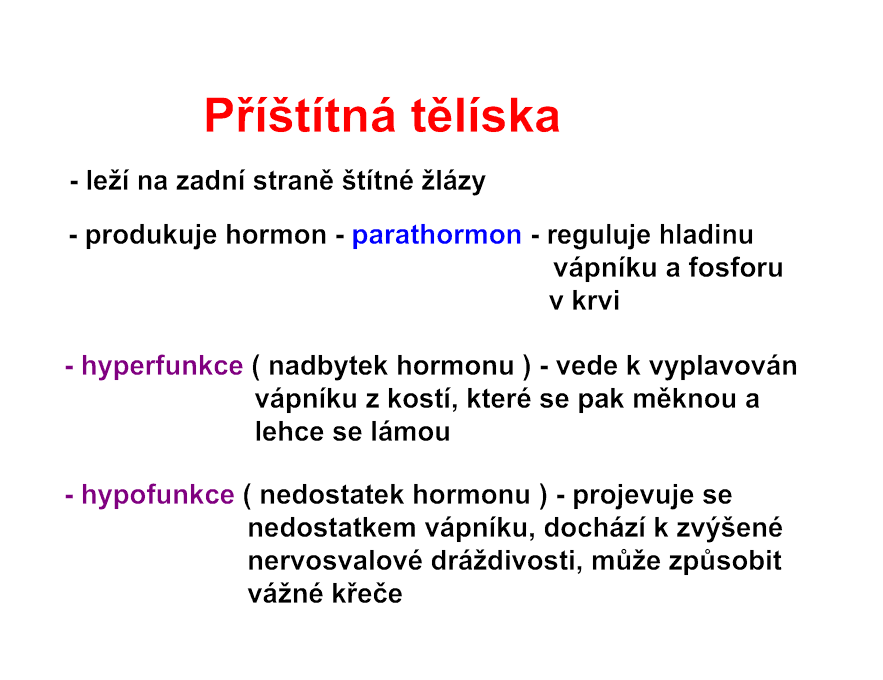 Příštítná tělíska
- leží na zadní straně štítné žlázy
- produkuje hormon - parathormon - reguluje hladinu
vápníku a fosforu
v krvi
- hyperfunkce ( nadbytek hormonu ) - vede k vyplavován
vápníku z kostí, které se pak měknou a
lehce se lámou
- hypofunkce ( nedostatek hormonu ) - projevuje se
nedostatkem vápníku, dochází k zvýšené
nervosvalové dráždivosti, může způsobit
vážné křeče